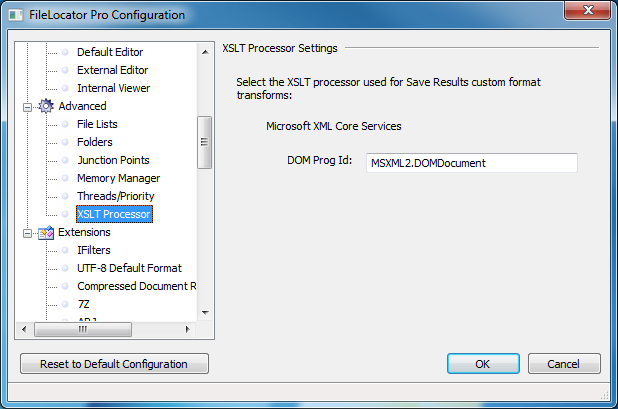 FileLocator Pro Configuration
Default Editor
External Editor
Internal Viewer
Advanced
File Lists
Folders
Junction Points
Memory Manager
Threads/Priority
XSLT Processor
Extensions
IFilters
UTF-8 Default Format
Compressed Document R
7Z
XSLT Processor Settings
Select the XSLT processor used for Save Results custom format
transforms:
Microsoft XML Core Services
DOM Prog Id: MSXML2.DOMDocument
Reset to Default Configuration
OK
Cancel